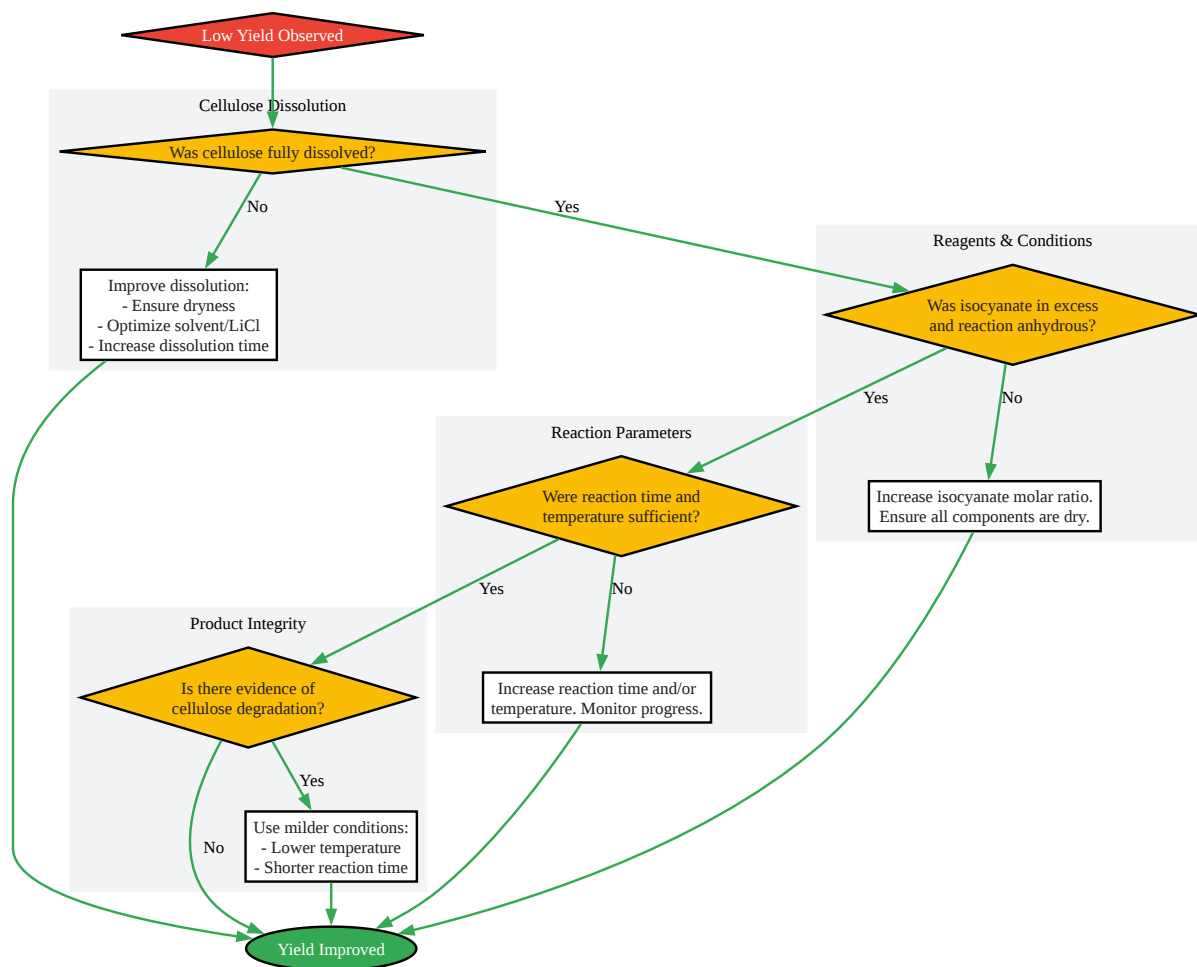 Low Yield Observed
Cellulose Dissolution
Was cellulose fully dissolved?
No
Yes
Improve dissolution:
- Ensure dryness
- Optimize solvent/LiCl
- Increase dissolution time
Reagents & Conditions
Was isocyanate in excess
and reaction anhydrous?
Yes
No
Increase isocyanate molar ratio.
Ensure all components are dry.
Reaction Parameters
Were reaction time and
temperature sufficient?
Yes
No
Increase reaction time and/or
temperature. Monitor progress.
Product Integrity
Is there evidence of
cellulose degradation?
Yes
No
Use milder conditions:
- Lower temperature
- Shorter reaction time
Yield Improved